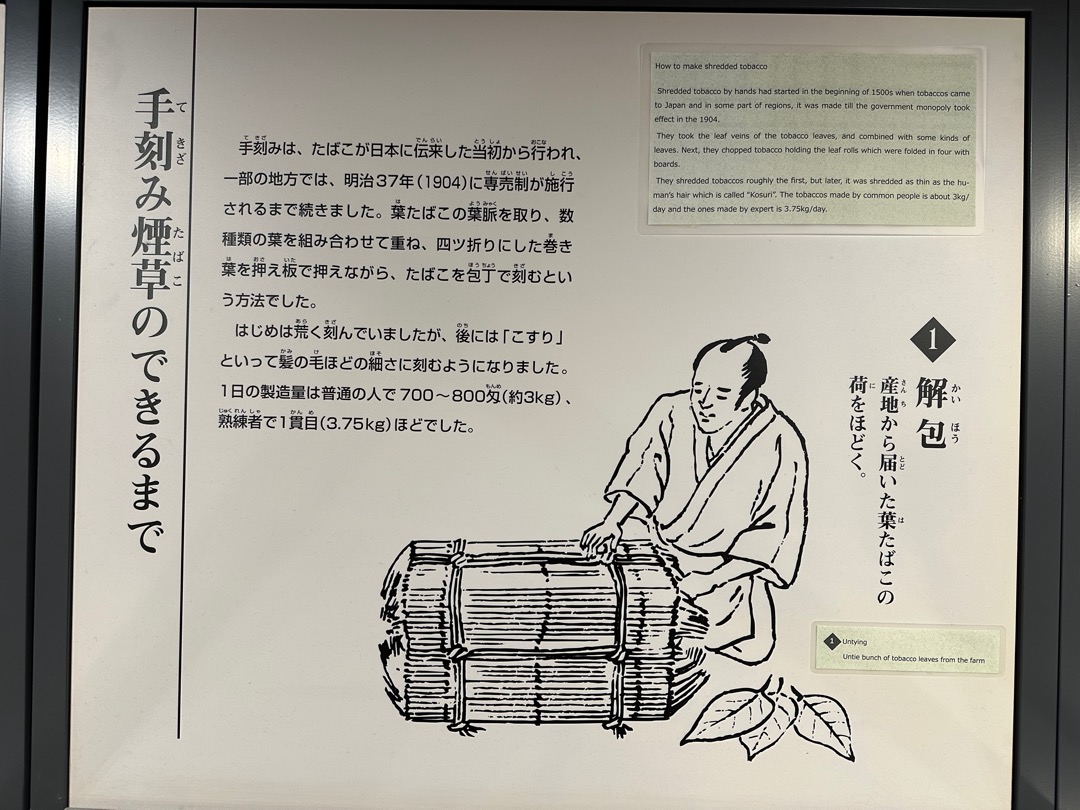 手刻み煙草のできるまで
手刻みは、たばこが日本に伝来した当初から行われ、
一部の地方では、明治37年(1904)に専売制が施行
されるまで続きました。葉たばこの葉脈を取り、数
種類の葉を組み合わせて重ね、四ツ折りにした巻き
葉を押え板で押えながら、たばこを包丁で刻むとい
う方法でした。
はじめは荒く刻んでいましたが、後には「こすり」
といって髪の毛ほどの細さに刻むようになりました。
1日の製造量は普通の人で700〜800匁(約3kg)、
熟練者で1貫目(3.75kg)ほどでした。
How to make shredded tobacco
Shredded tobacco by hands had started in the beginning of 1500s when tobaccos came
to Japan and in some part of regions, it was made till the government monopoly took
effect in the 1904.
They took the leaf veins of the tobacco leaves, and combined with some kinds of
leaves. Next, they chopped tobacco holding the leaf rolls which were folded in four with
boards.
They shredded tobaccos roughly the first, but later, it was shredded as thin as the hu-
man's hair which is called "Kosuri". The tobaccos made by common people is about 3kg/
day and the ones made by expert is 3.75kg/day.
1 解包
産地から届いた葉たばこの
荷をほどく。
1 Untying
Untie bunch of tobacco leaves from the farm